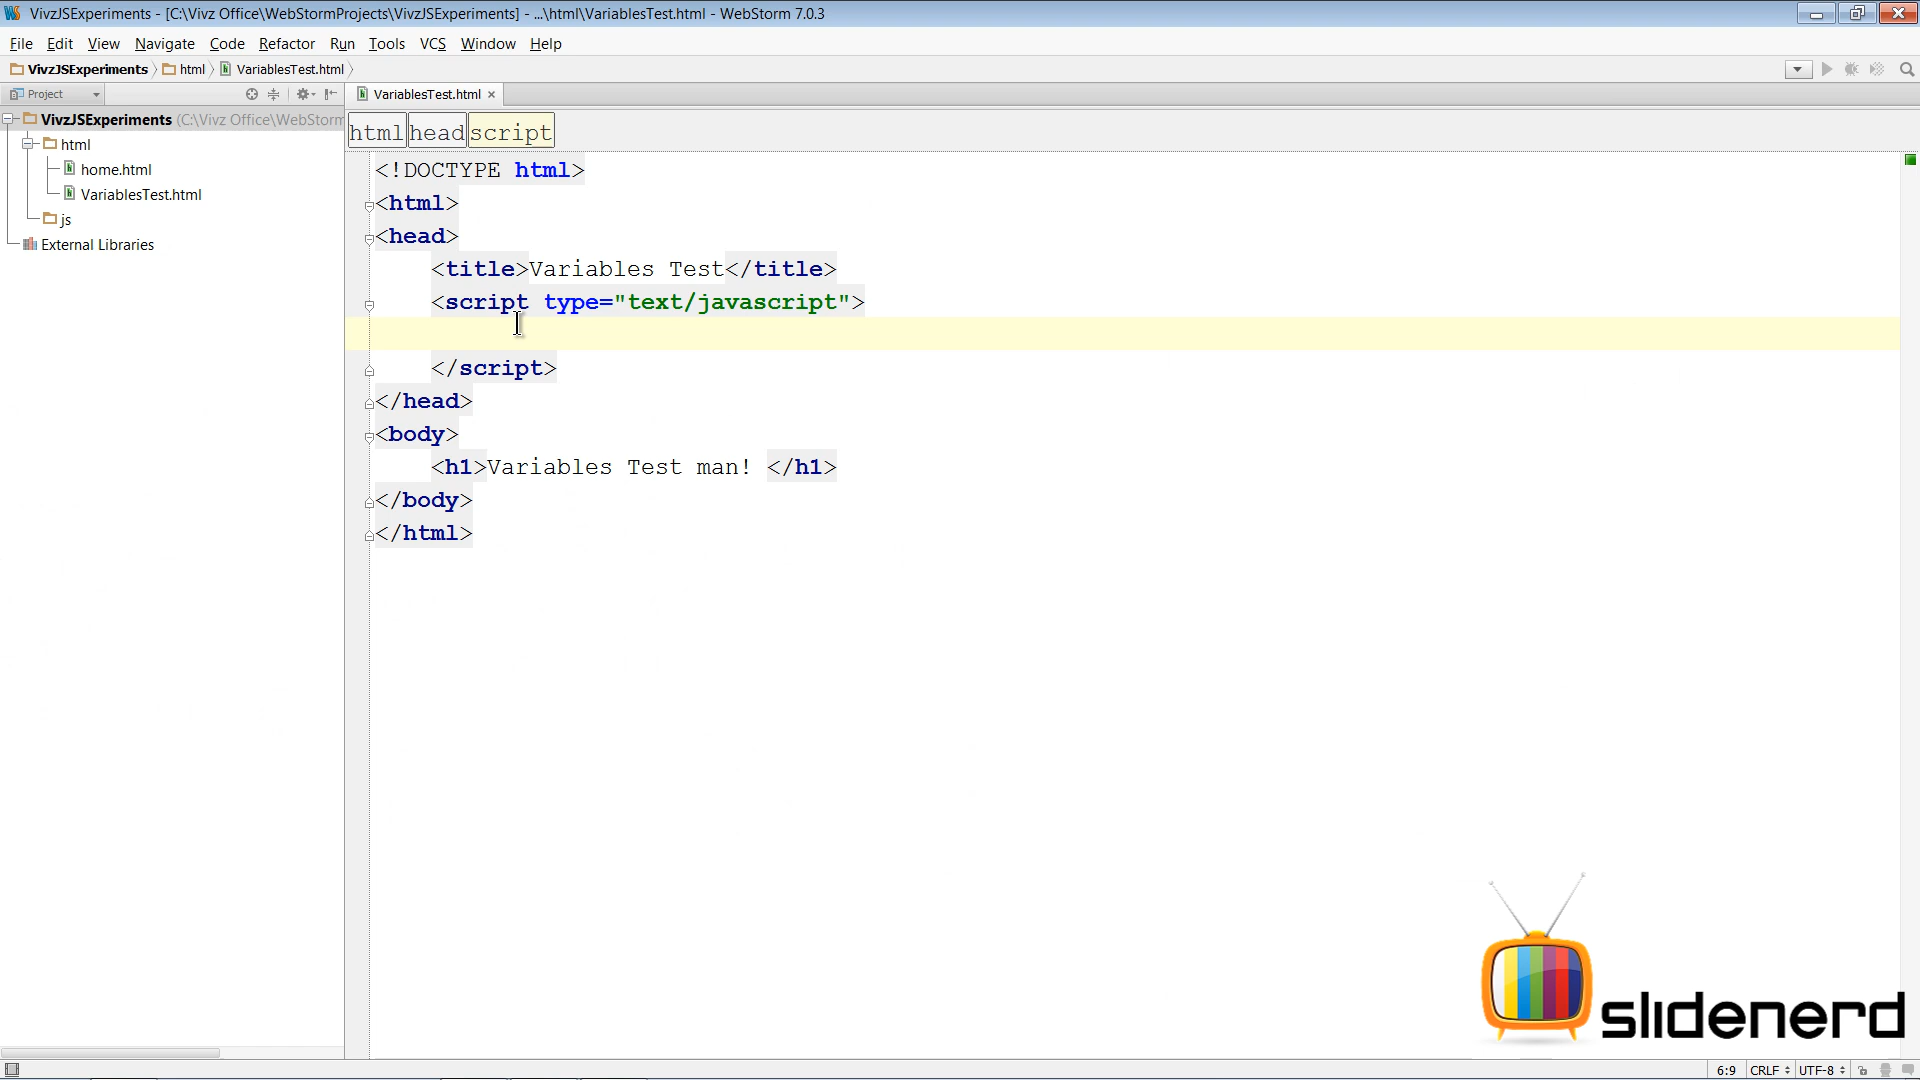 VivzJSExperiments - [C:\Vivz Office\WebStormProjects\VivzJSExperiments] - ...\html\VariablesTest.html - WebStorm 7.0.3
File Edit View Navigate Code Refactor Run Tools VCS Window Help
VivzJSExperiments html VariablesTest.html
Project
VariablesTest.html
VivzJSExperiments (C:\Vivz Office\WebStorm
html
home.html
VariablesTest.html
js
External Libraries
html head script
<!DOCTYPE html>
<html>
<head>
<title>Variables Test</title>
<script type="text/javascript">
</script>
</head>
<body>
<h1>Variables Test man! </h1>
</body>
</html>
slidenerd
6:9 CRLF UTF-8